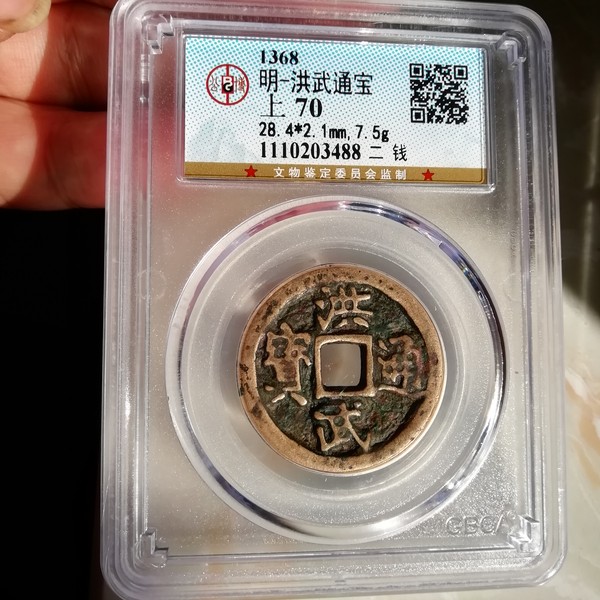 1368
明-洪武通宝
上 70
28.4*2.1mm, 7.5g
1110203488 二 钱
★ 文物鉴定委员会监制 ★
洪武通寶
GBCA